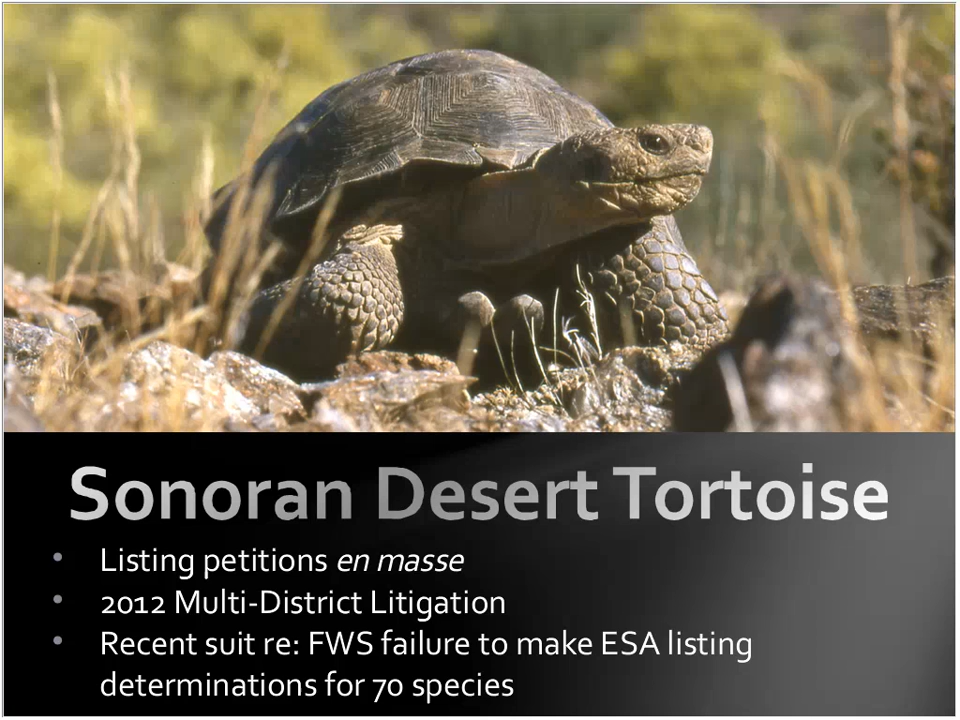 Sonoran Desert Tortoise
• Listing petitions en masse
• 2012 Multi-District Litigation
• Recent suit re: FWS failure to make ESA listing
determinations for 70 species